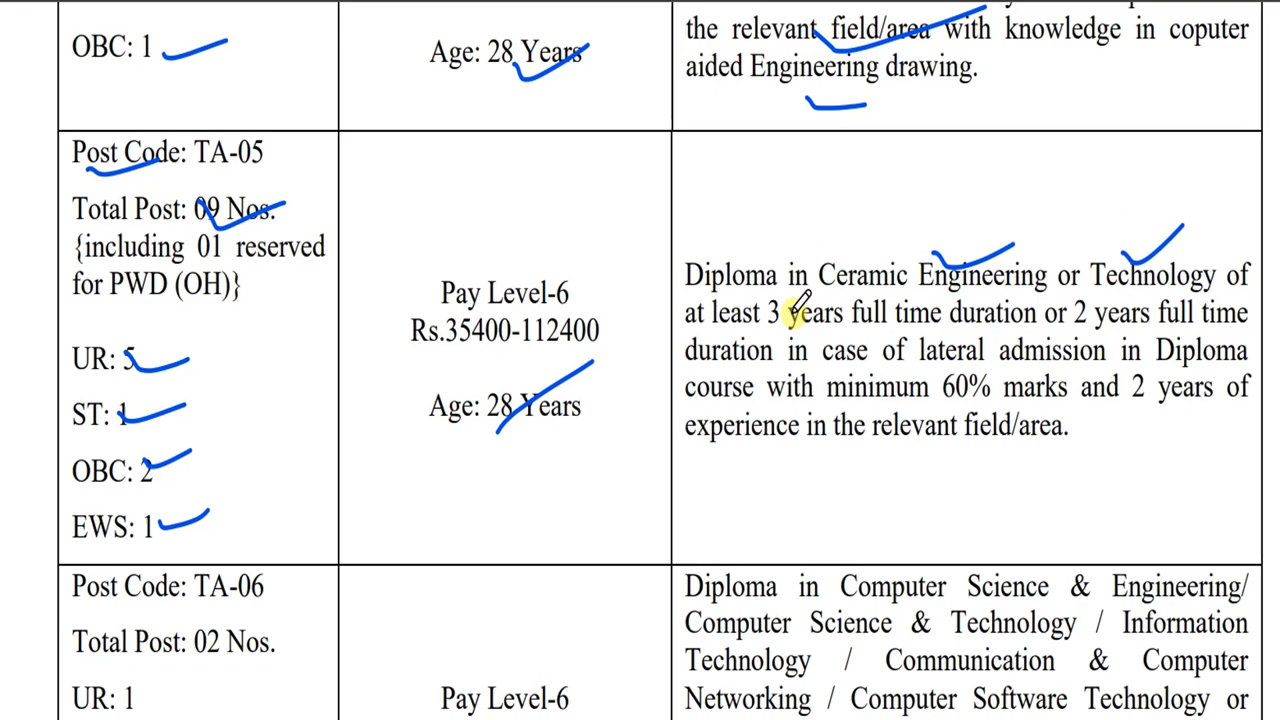 OBC: 1
Age: 28 Years
the relevant field/area with knowledge in coputer
aided Engineering drawing.
Post Code: TA-05
Total Post: 09 Nos.
{including 01 reserved
for PWD (OH)}
UR: 5
ST: 1
OBC: 2
EWS: 1
Pay Level-6
Rs.35400-112400
Age: 28 Years
Diploma in Ceramic Engineering or Technology of
at least 3 years full time duration or 2 years full time
duration in case of lateral admission in Diploma
course with minimum 60% marks and 2 years of
experience in the relevant field/area.
Post Code: TA-06
Total Post: 02 Nos.
UR: 1
Pay Level-6
Diploma in Computer Science & Engineering/
Computer Science & Technology / Information
Technology / Communication & Computer
Networking / Computer Software Technology or